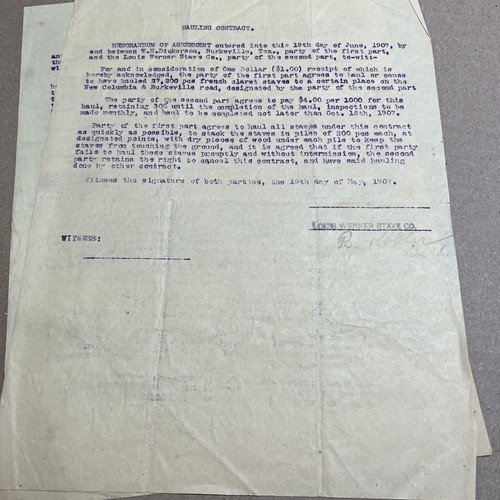 HAULING CONTRACT.
MEMORANDUM OF AGREEMENT entered into this 19th day of June, 1907, by
and between W.H.Dickerson, Burkeville, Tex., party of the first part,
and the Louis Werner Stave Co., party of the second part, to-wit:-
For and in consideration of One Dollar ($1.00) receipt of which is
hereby acknowledged, the party of the first part agrees to haul or cause
to have hauled 27,200 pcs french claret staves to a certain place on the
New Columbia & Burkeville road, designated by the party of the second part
The party of the second part agrees to pay $4.00 per 1000 for this
haul, retaining 30% until the completion of the haul, inspections to be
made monthly, and haul to be completed not later than Oct. 15th, 1907.
Party of the first part agrees to haul all staves under this contract
as quickly as possible, to stack the staves in piles of 200 pcs each, at
designated points, with dry pieces of wood under each pile to keep the
staves from touching the ground, and it is agreed that if the first party
fails to haul these staves promptly and without intermission, the second
party retains the right to cancel this contract, and have said hauling
done by other contract.
Witness the signature of both parties, the 19th day of May, 1907.
LOUIS WERNER STAVE CO.
WITNESS: